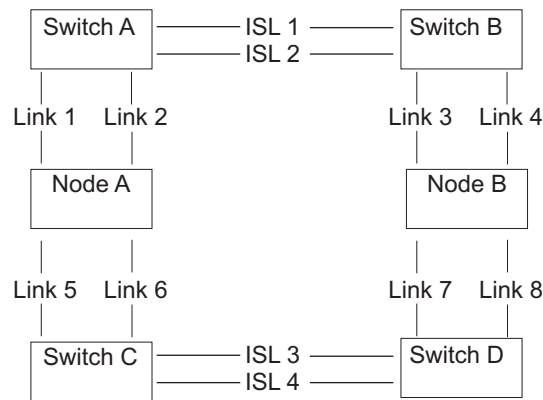 Switch A
ISL 1
Switch B
ISL 2
Link 1
Link 2
Link 3
Link 4
Node A
Node B
Link 5
Link 6
Link 7
Link 8
Switch C
ISL 3
Switch D
ISL 4